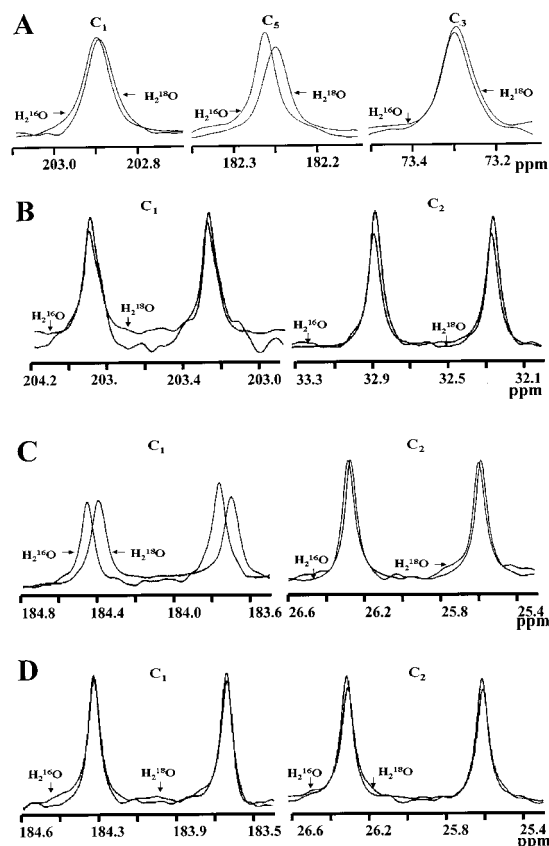 A
C₁ C₅ C₃
H₂¹⁶O H₂¹⁸O H₂¹⁶O H₂¹⁸O H₂¹⁶O H₂¹⁸O
203.0 202.8 182.3 182.2 73.4 73.2 ppm
B
C₁ C₂
H₂¹⁶O H₂¹⁸O H₂¹⁶O H₂¹⁸O
204.2 203. 203.4 203.0 33.3 32.9 32.5 32.1
ppm
C
C₁ C₂
H₂¹⁶O H₂¹⁸O H₂¹⁶O H₂¹⁸O
184.8 184.4 184.0 183.6 26.6 26.2 25.8 25.4
ppm
D
C₁ C₂
H₂¹⁶O H₂¹⁸O H₂¹⁶O H₂¹⁸O
184.6 184.3 183.9 183.5 26.6 26.2 25.8 25.4
ppm